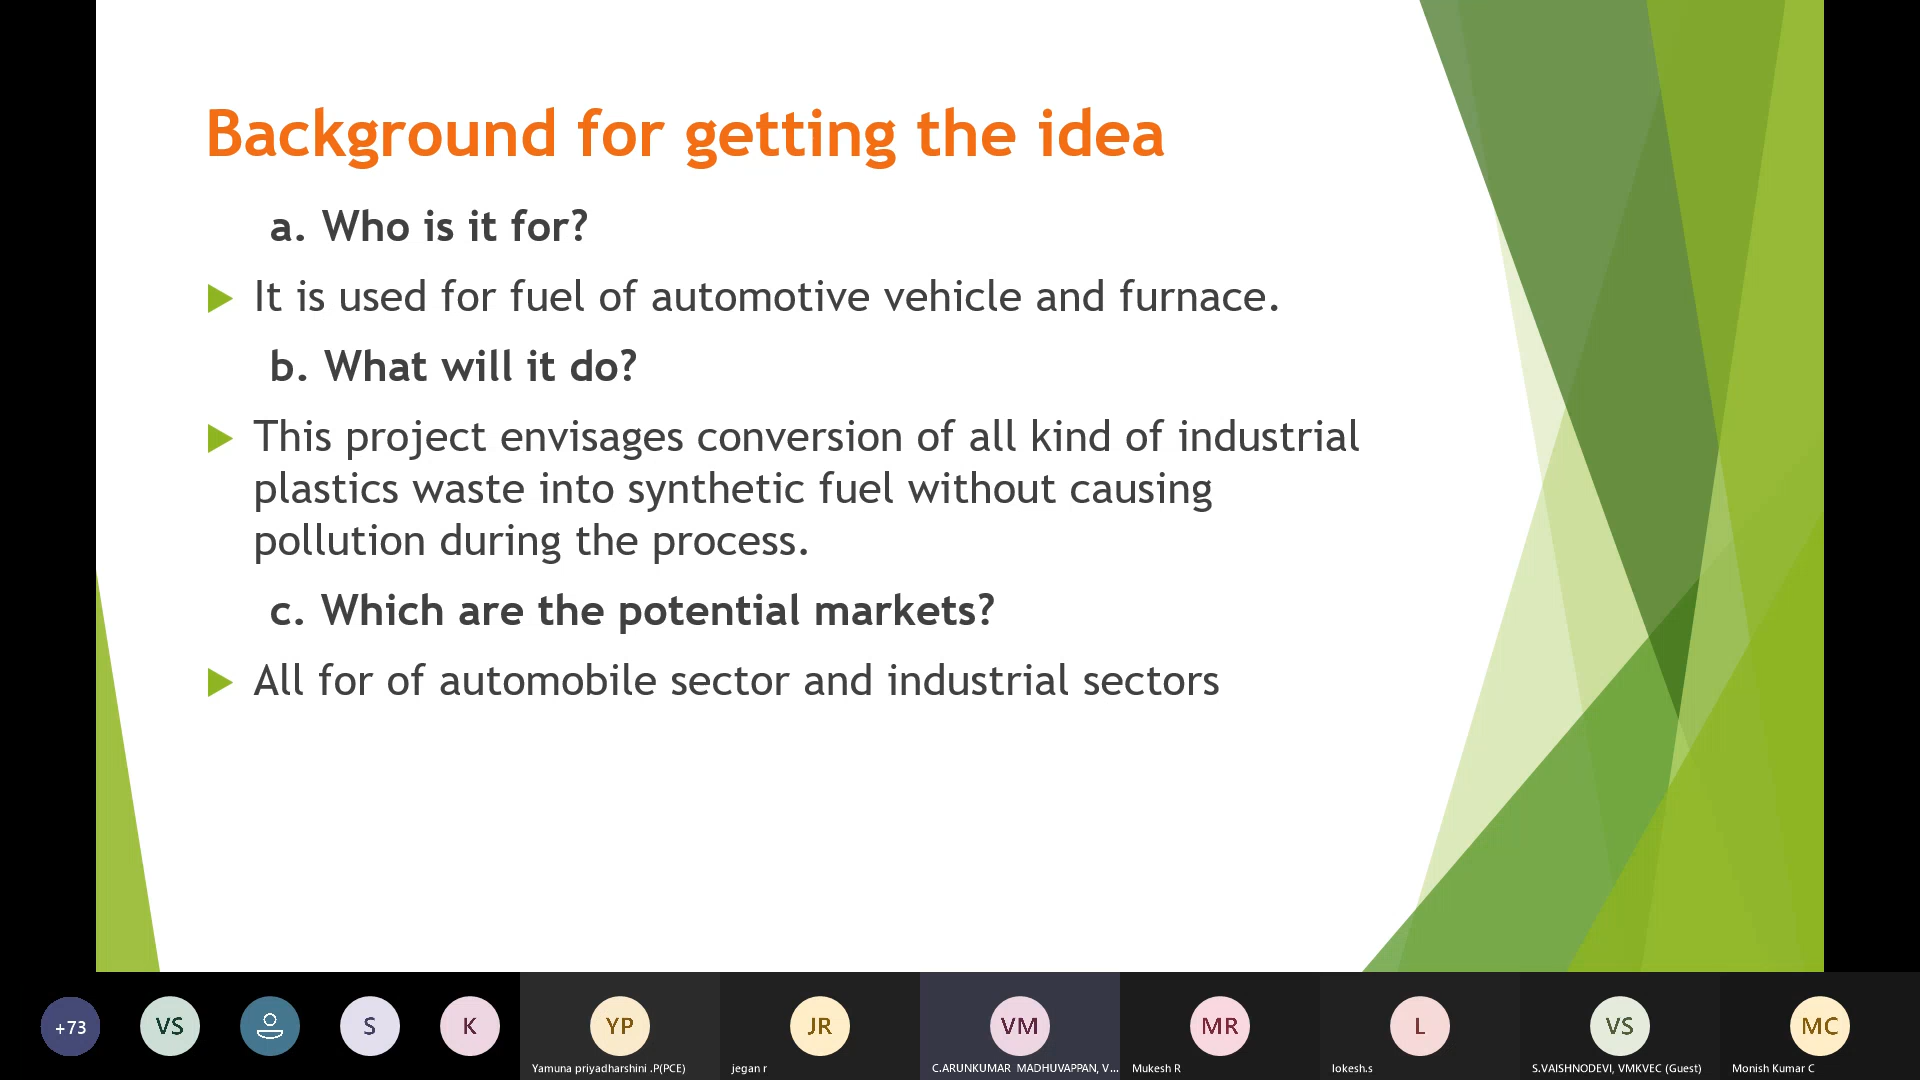 Background for getting the idea
a. Who is it for?
It is used for fuel of automotive vehicle and furnace.
b. What will it do?
This project envisages conversion of all kind of industrial
plastics waste into synthetic fuel without causing
pollution during the process.
c. Which are the potential markets?
All for of automobile sector and industrial sectors
+73
VS
S
K
YP
JR
VM
MR
L
VS
MC
Yamuna priyadharshini .P(PCE)
jegan r
C.ARUNKUMAR MADHUVAPPAN, V...
Mukesh R
lokesh.s
S.VAISHNODEVI, VMKVEC (Guest)
Monish Kumar C